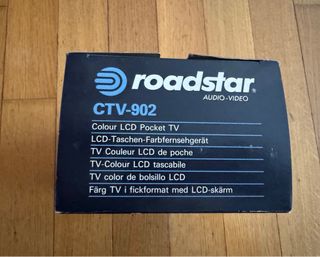 roadstar®
AUDIO-VIDEO
CTV-902
Colour LCD Pocket TV
LCD-Taschen-Farbfernsehgerät
TV Couleur LCD de poche
TV-Colour LCD tascabile
TV color de bolsillo LCD
Färg TV i fickformat med LCD-skärm